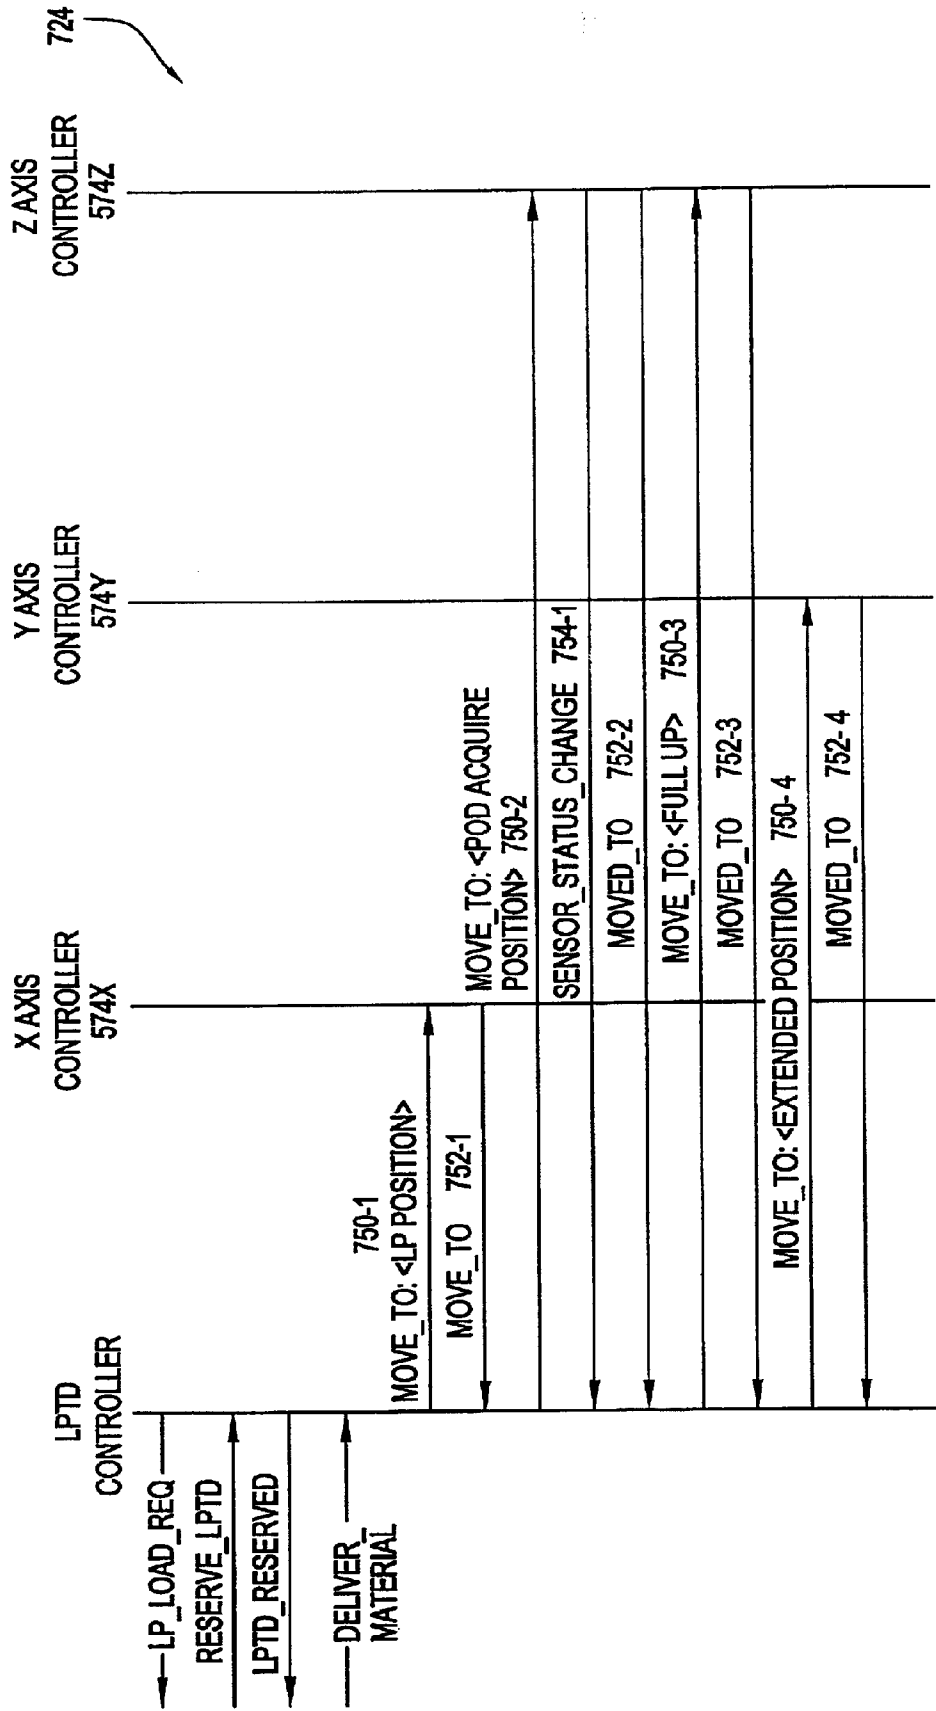 724
LPTD
CONTROLLER
X AXIS
CONTROLLER
574X
Y AXIS
CONTROLLER
574Y
Z AXIS
CONTROLLER
574Z
LP_LOAD_REQ
RESERVE_LPTD
LPTD_RESERVED
DELIVER_
MATERIAL
750-1
MOVE_TO: <LP POSITION>
MOVE_TO 752-1
MOVE_TO: <POD ACQUIRE
POSITION> 750-2
SENSOR_STATUS_CHANGE 754-1
MOVED_TO 752-2
MOVE_TO: <FULL UP> 750-3
MOVED_TO 752-3
MOVE_TO: <EXTENDED POSITION> 750-4
MOVED_TO 752-4